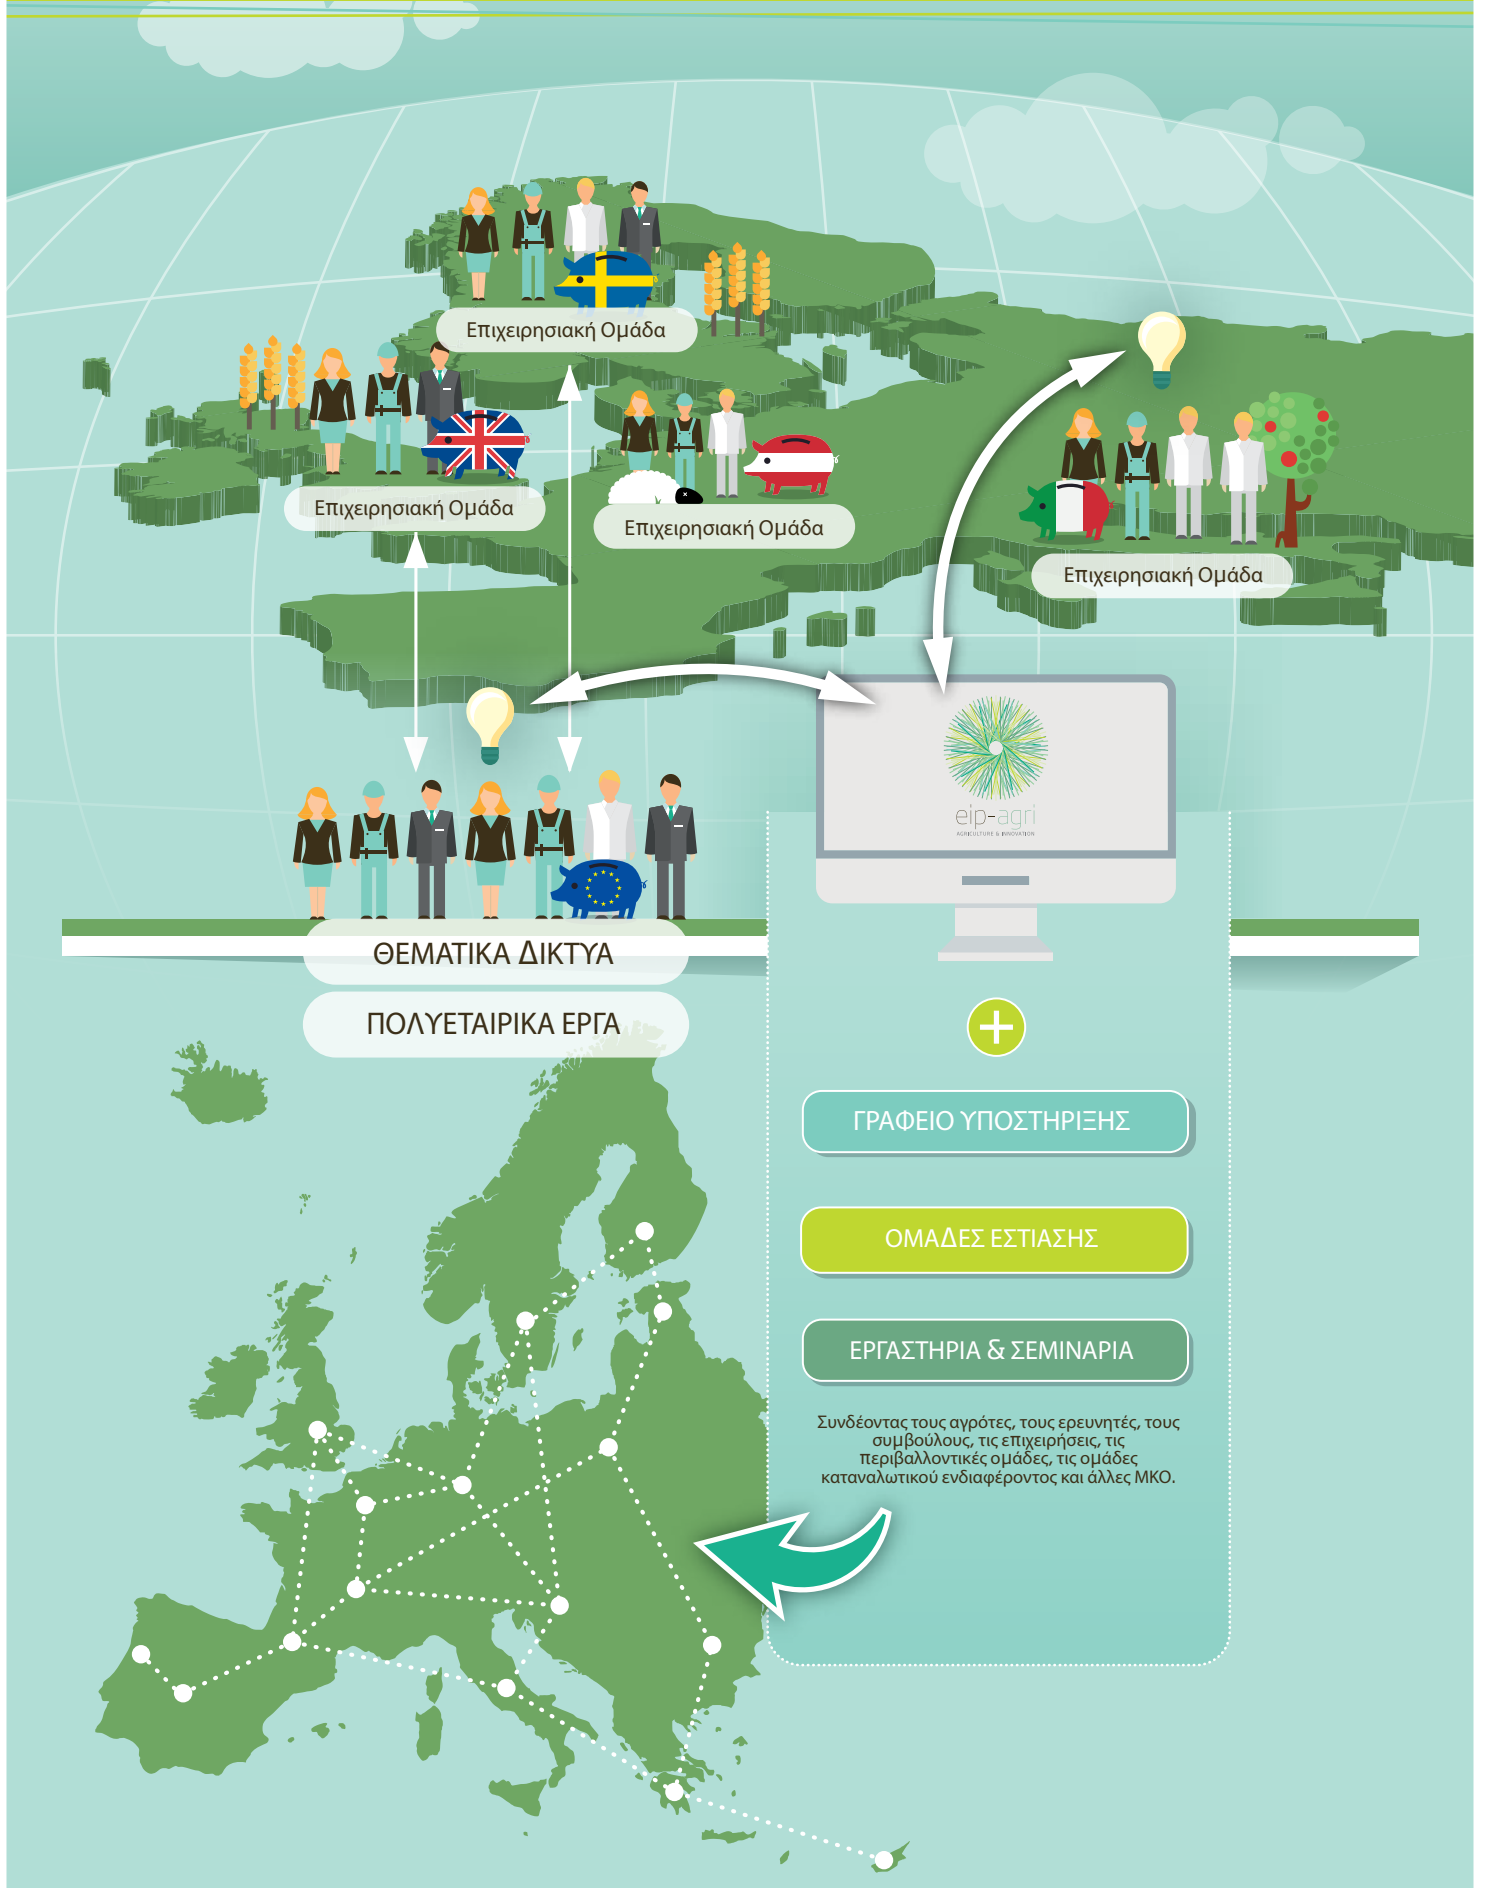 Επιχειρησιακή Ομάδα
Επιχειρησιακή Ομάδα
Επιχειρησιακή Ομάδα
Επιχειρησιακή Ομάδα
eip-agri
AGRICULTURE & INNOVATION
ΘΕΜΑΤΙΚΑ ΔΙΚΤΥΑ
ΠΟΛΥΕΤΑΙΡΙΚΑ ΕΡΓΑ
ΓΡΑΦΕΙΟ ΥΠΟΣΤΗΡΙΞΗΣ
ΟΜΑΔΕΣ ΕΣΤΙΑΣΗΣ
ΕΡΓΑΣΤΗΡΙΑ & ΣΕΜΙΝΑΡΙΑ
Συνδέοντας τους αγρότες, τους ερευνητές, τους
συμβούλους, τις επιχειρήσεις, τις
περιβαλλοντικές ομάδες, τις ομάδες
καταναλωτικού ενδιαφέροντος και άλλες ΜΚΟ.